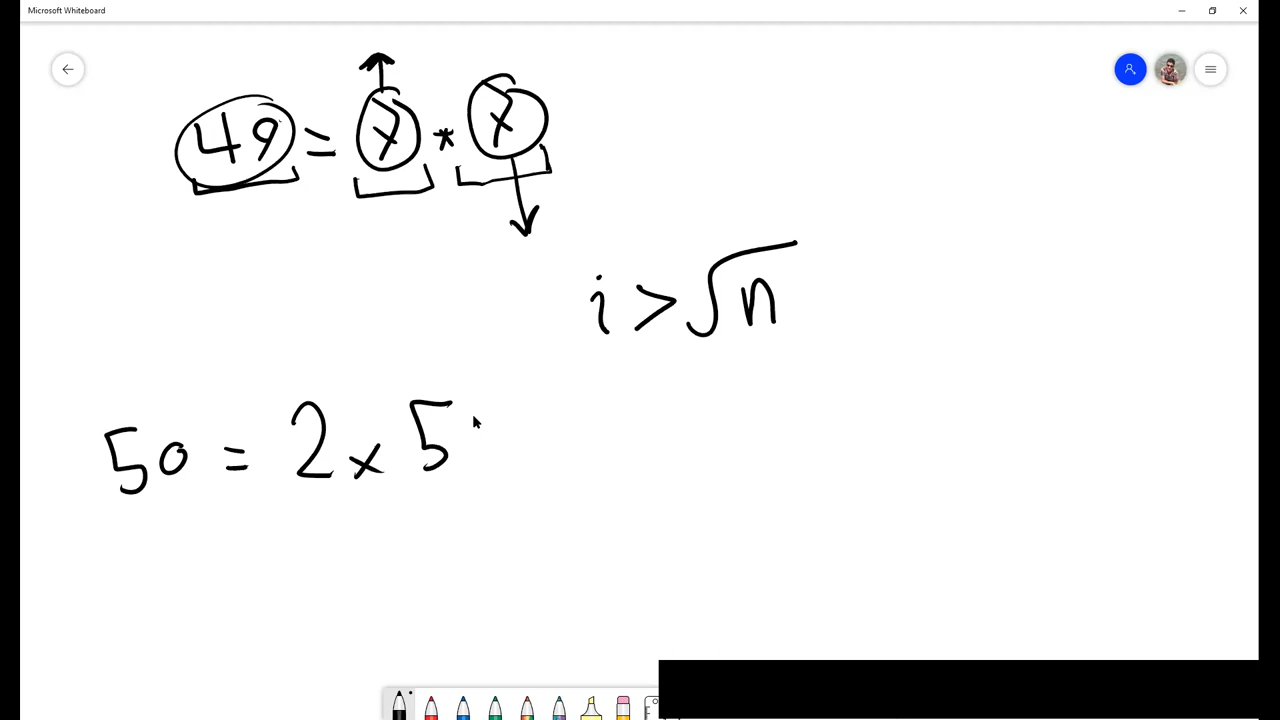 Microsoft Whiteboard
49 = 7 * 7
i > √n
50 = 2 x 5